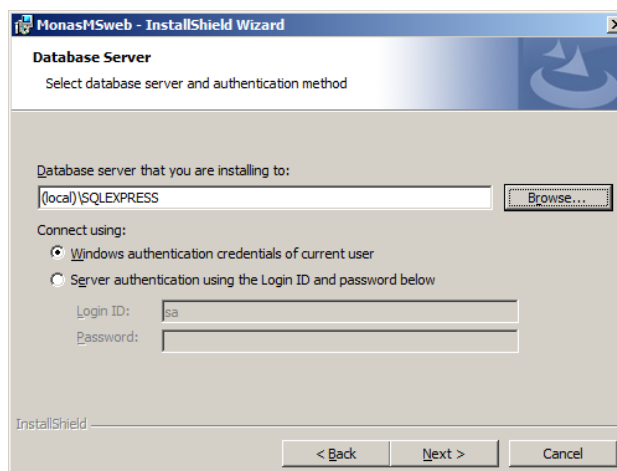 MonasMSweb - InstallShield Wizard
Database Server
Select database server and authentication method
Database server that you are installing to:
(local)\SQLEXPRESS
Browse...
Connect using:
Windows authentication credentials of current user
Server authentication using the Login ID and password below
Login ID:
sa
Password:
InstallShield
< Back
Next >
Cancel